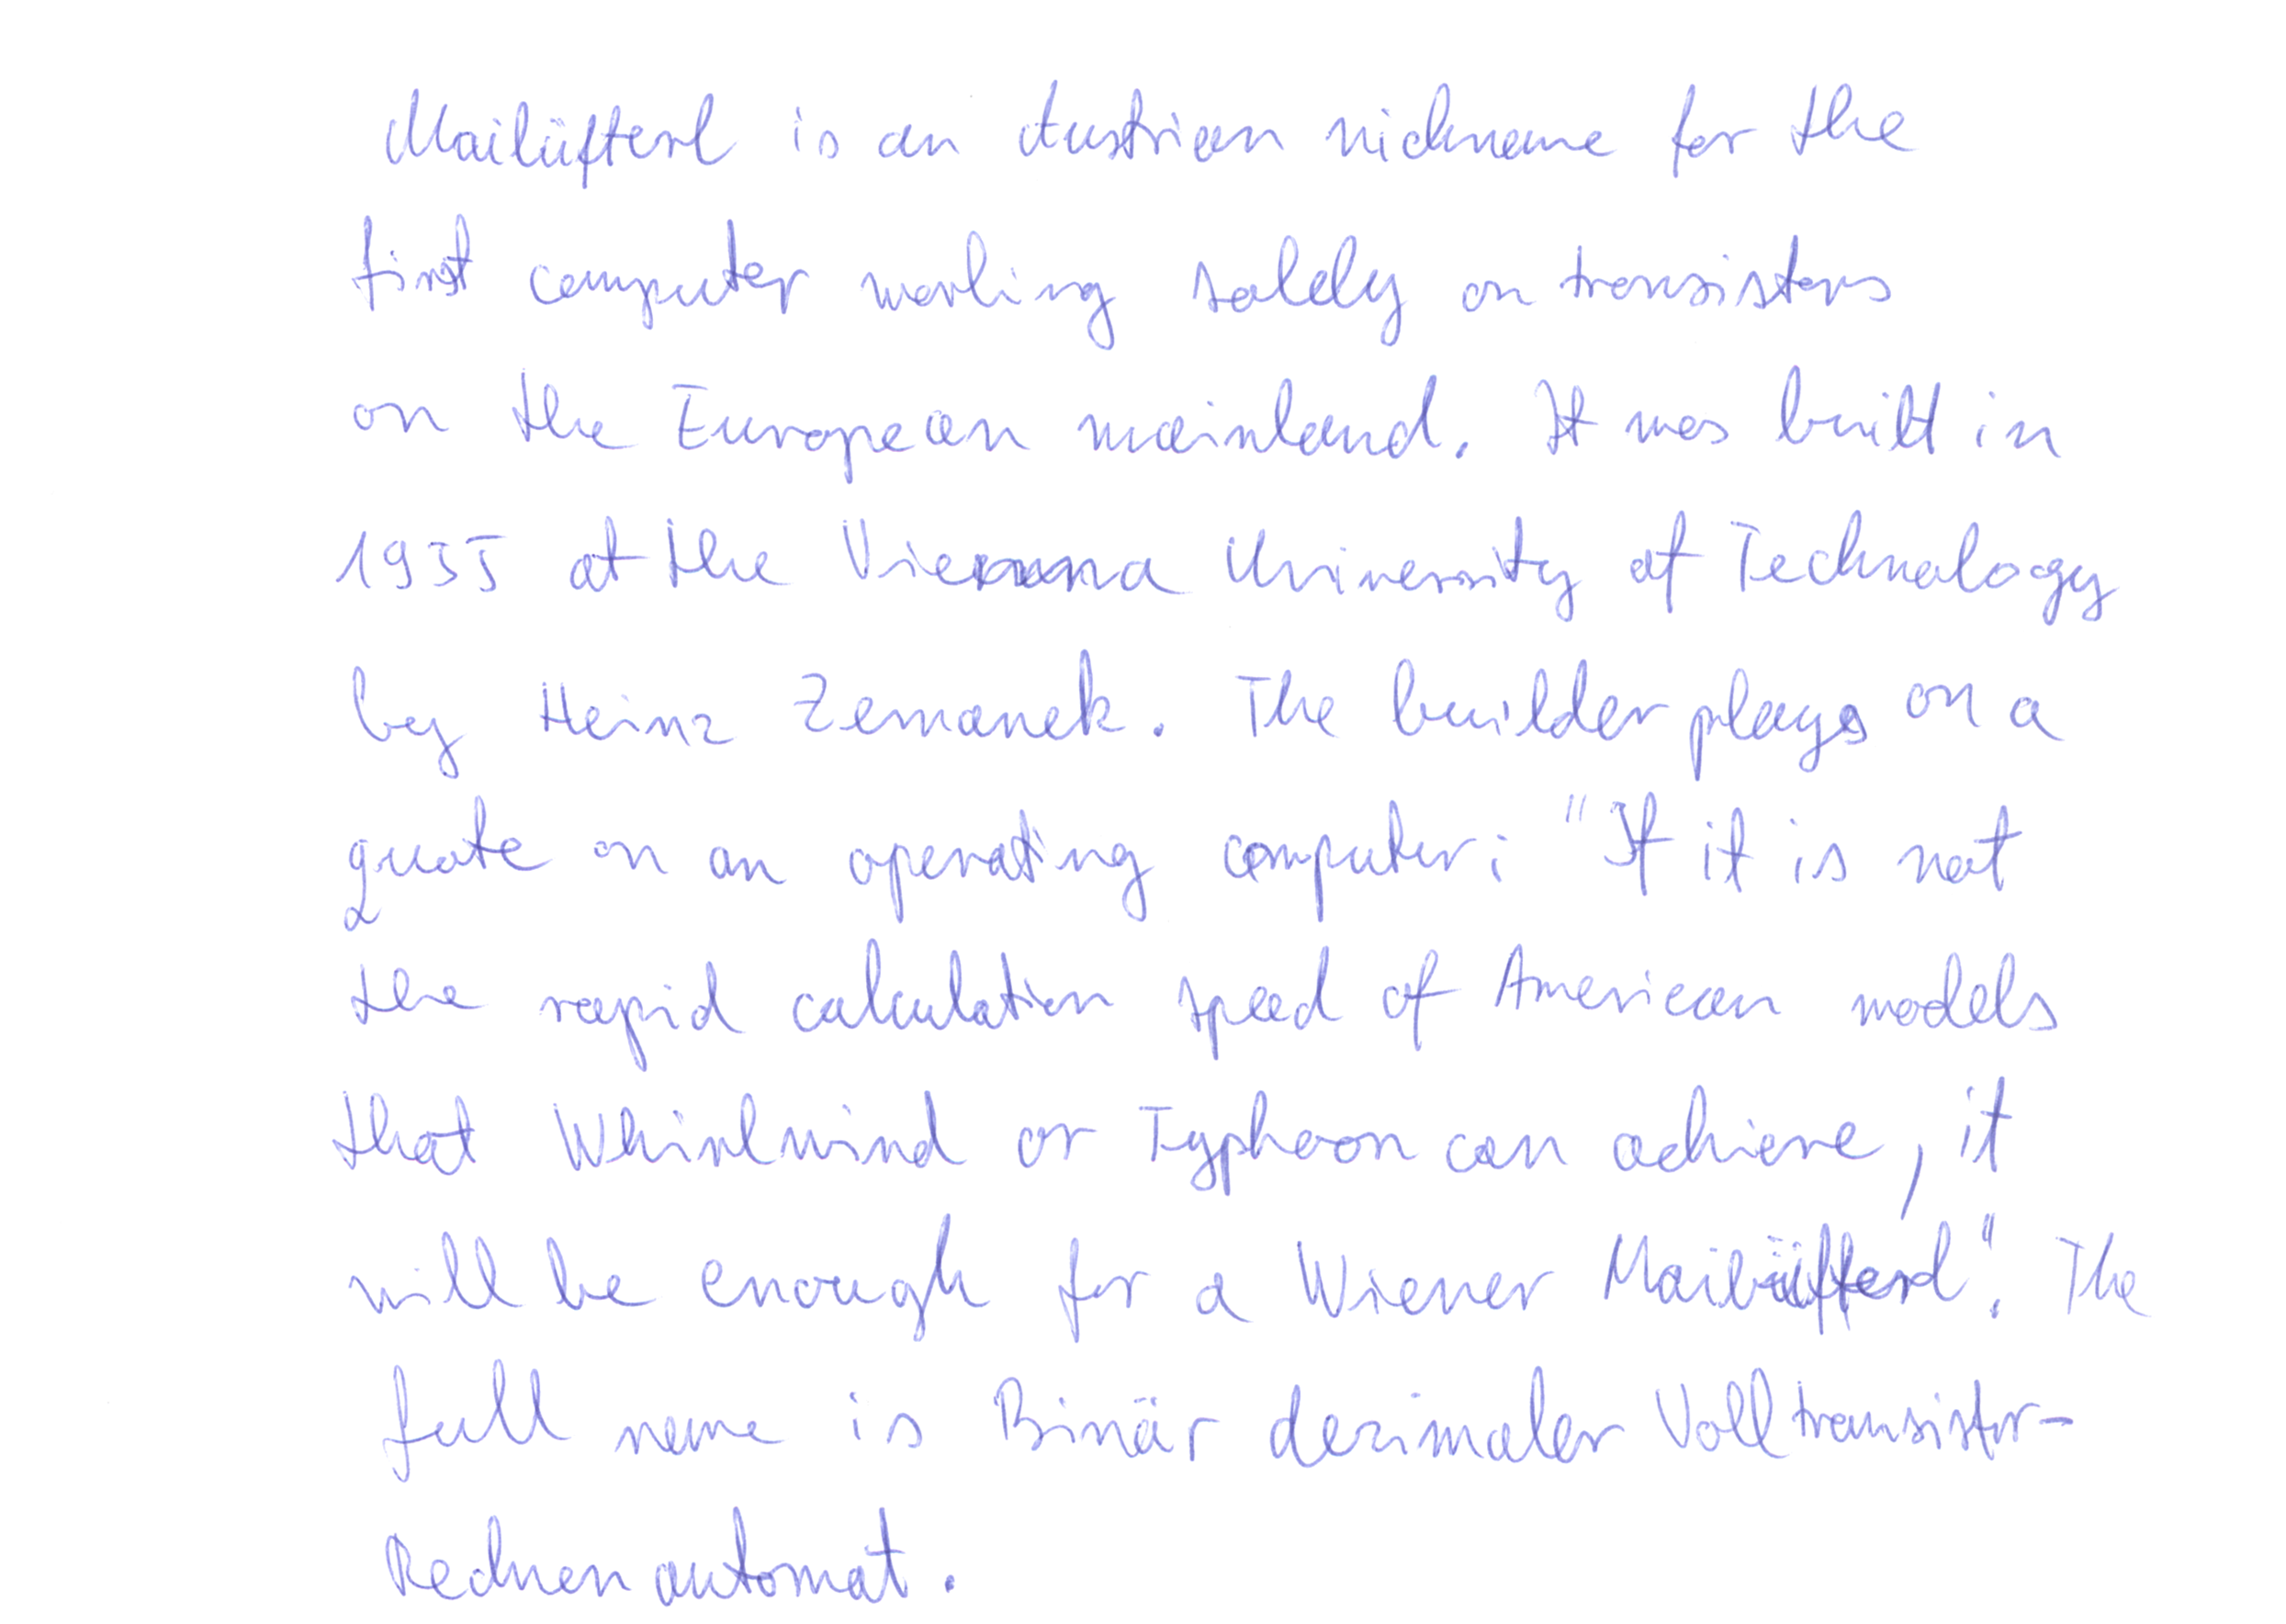 Mailüfterl is an Austrian nickname for the
first computer working solely on transistors
on the European mainland. It was built in
1955 at the Vienna University of Technology
by Heinz Zemanek. The builder plays on a
quote on an operating computer: "If it is not
the rapid calculation speed of American models
that Whirlwind or Typhoon can achieve, it
will be enough for a Wiener Mailüfterl". The
full name is Binär dezimaler Volltransistor-
Rechenautomat.